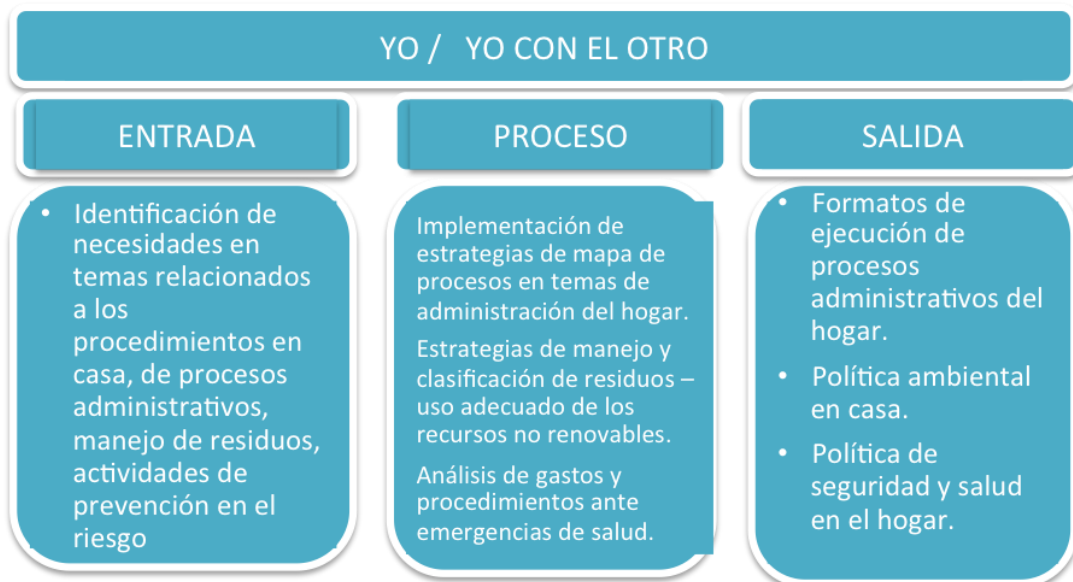 YO / YO CON EL OTRO
ENTRADA
• Identificación de
necesidades en
temas relacionados
a los
procedimientos en
casa, de procesos
administrativos,
manejo de residuos,
actividades de
prevención en el
riesgo
PROCESO
Implementación de
estrategias de mapa de
procesos en temas de
administración del hogar.
Estrategias de manejo y
clasificación de residuos –
uso adecuado de los
recursos no renovables.
Análisis de gastos y
procedimientos ante
emergencias de salud.
SALIDA
• Formatos de
ejecución de
procesos
administrativos del
hogar.
• Política ambiental
en casa.
• Política de
seguridad y salud
en el hogar.